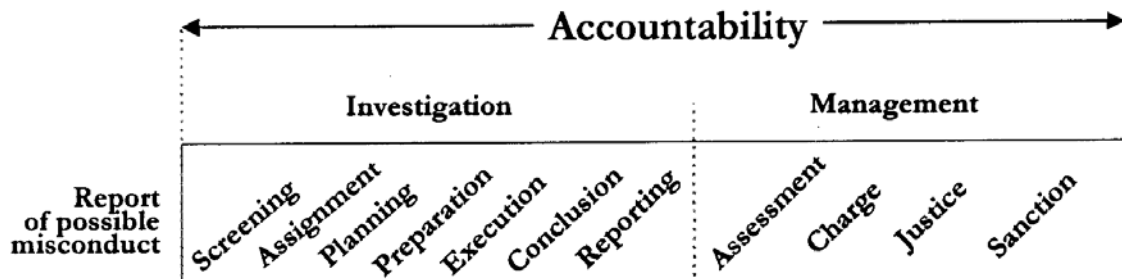 Accountability
Investigation
Management
Report
of possible
misconduct
Screening
Assignment
Planning
Preparation
Execution
Conclusion
Reporting
Assessment
Charge
Justice
Sanction